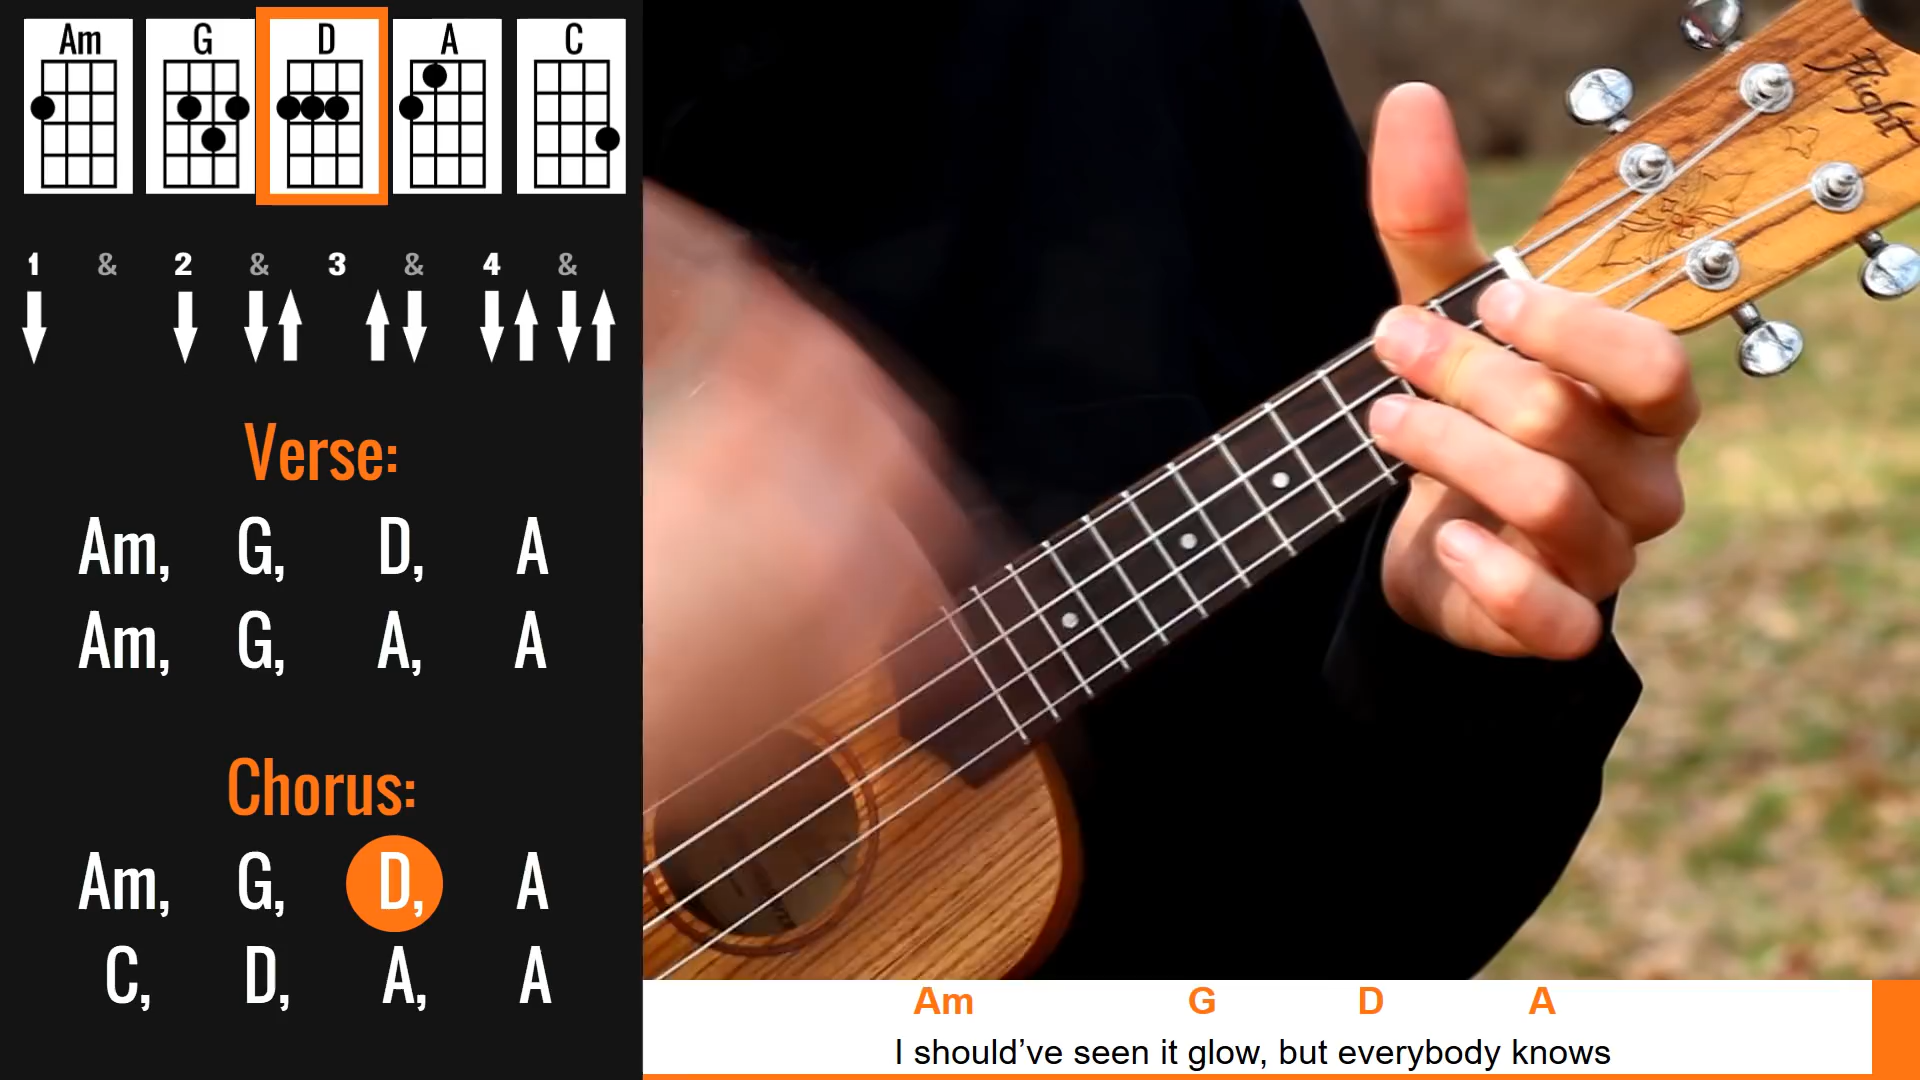 Am G D A C
1 & 2 & 3 & 4 &
Verse:
Am, G, D, A
Am, G, A, A
Chorus:
Am, G, D, A
C, D, A, A
Flight
Am G D A
I should’ve seen it glow, but everybody knows